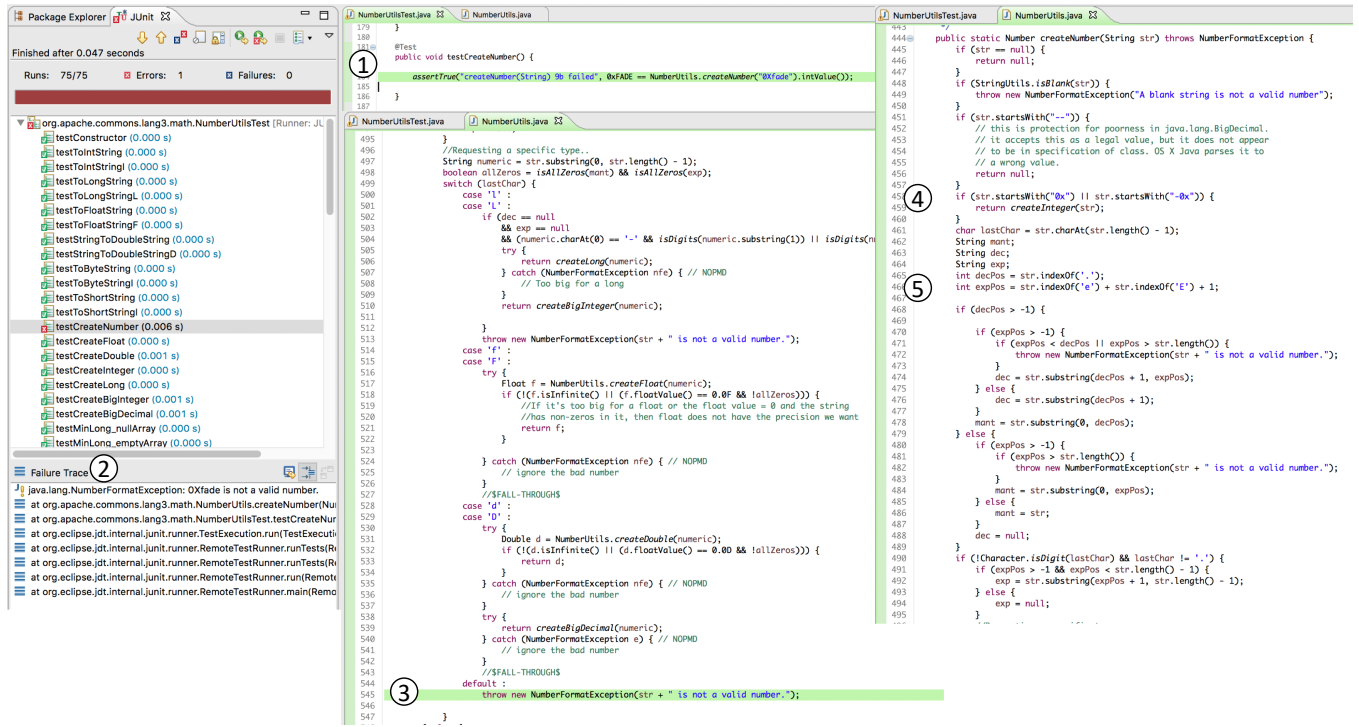 Package Explorer
JUnit
Finished after 0.047 seconds
Runs: 75/75
Errors: 1
Failures: 0
org.apache.commons.lang3.math.NumberUtilsTest [Runner: JU
testConstructor (0.000 s)
testToIntString (0.000 s)
testToIntStringI (0.000 s)
testToLongString (0.000 s)
testToLongStringL (0.000 s)
testToFloatString (0.000 s)
testToFloatStringF (0.000 s)
testStringToDoubleString (0.000 s)
testStringToDoubleStringD (0.000 s)
testToByteString (0.000 s)
testToByteStringI (0.000 s)
testToShortString (0.000 s)
testToShortStringI (0.000 s)
testCreateNumber (0.006 s)
testCreateFloat (0.000 s)
testCreateDouble (0.001 s)
testCreateInteger (0.000 s)
testCreateLong (0.000 s)
testCreateBigInteger (0.001 s)
testCreateBigDecimal (0.001 s)
testMinLong_nullArray (0.000 s)
testMinLong_emptyArray (0.000 s)
Failure Trace
2
java.lang.NumberFormatException: 0Xfade is not a valid number.
at org.apache.commons.lang3.math.NumberUtils.createNumber(Nu
at org.apache.commons.lang3.math.NumberUtilsTest.testCreateNur
at org.eclipse.jdt.internal.junit.runner.TestExecution.run(TestExecuti
at org.eclipse.jdt.internal.junit.runner.RemoteTestRunner.runTests(R
at org.eclipse.jdt.internal.junit.runner.RemoteTestRunner.runTests(R
at org.eclipse.jdt.internal.junit.runner.RemoteTestRunner.run(Remote
at org.eclipse.jdt.internal.junit.runner.RemoteTestRunner.main(Remo
NumberUtilsTest.java
NumberUtils.java
179 }
180
181 @Test
public void testCreateNumber() {
1
assertTrue("createNumber(String) 9b failed", 0xFADE == NumberUtils.createNumber("0Xfade").intValue());
185
186 }
187
NumberUtilsTest.java
NumberUtils.java
495 }
496 //Requesting a specific type..
497 String numeric = str.substring(0, str.length() - 1);
498 boolean allZeros = isAllZeros(mant) && isAllZeros(exp);
499 switch (lastChar) {
500 case 'l' :
501 case 'L' :
502 if (dec == null
503 && exp == null
504 && (numeric.charAt(0) == '-' && isDigits(numeric.substring(1)) || isDigits(n
505 try {
506 return createLong(numeric);
507 } catch (NumberFormatException nfe) { // NOPMD
508 // Too big for a long
509 }
510 return createBigInteger(numeric);
511
512 }
513 throw new NumberFormatException(str + " is not a valid number.");
514 case 'f' :
515 case 'F' :
516 try {
517 Float f = NumberUtils.createFloat(numeric);
518 if (!(f.isInfinite() || (f.floatValue() == 0.0F && !allZeros))) {
519 //If it's too big for a float or the float value = 0 and the string
520 //has non-zeros in it, then float does not have the precision we want
521 return f;
522 }
523
524 } catch (NumberFormatException nfe) { // NOPMD
525 // ignore the bad number
526 }
527 //$FALL-THROUGH$
528 case 'd' :
529 case 'D' :
530 try {
531 Double d = NumberUtils.createDouble(numeric);
532 if (!(d.isInfinite() || (d.floatValue() == 0.0D && !allZeros))) {
533 return d;
534 }
535 } catch (NumberFormatException nfe) { // NOPMD
536 // ignore the bad number
537 }
538 try {
539 return createBigDecimal(numeric);
540 } catch (NumberFormatException e) { // NOPMD
541 // ignore the bad number
542 }
543 //$FALL-THROUGH$
544 default :
545 3 throw new NumberFormatException(str + " is not a valid number.");
546
547 }
NumberUtilsTest.java
NumberUtils.java
443 */
444 public static Number createNumber(String str) throws NumberFormatException {
445 if (str == null) {
446 return null;
447 }
448 if (StringUtils.isBlank(str)) {
449 throw new NumberFormatException("A blank string is not a valid number");
450 }
451 if (str.startsWith("--")) {
452 // this is protection for poorness in java.lang.BigDecimal.
453 // it accepts this as a legal value, but it does not appear
454 // to be in specification of class. OS X Java parses it to
455 // a wrong value.
456 return null;
457 }
4
if (str.startsWith("0x") || str.startsWith("-0x")) {
return createInteger(str);
460 }
461 char lastChar = str.charAt(str.length() - 1);
462 String mant;
463 String dec;
464 String exp;
465 int decPos = str.indexOf('.');
5
int expPos = str.indexOf('e') + str.indexOf('E') + 1;
467
468 if (decPos > -1) {
469
470 if (expPos > -1) {
471 if (expPos < decPos || expPos > str.length()) {
472 throw new NumberFormatException(str + " is not a valid number.");
473 }
474 dec = str.substring(decPos + 1, expPos);
475 } else {
476 dec = str.substring(decPos + 1);
477 }
478 mant = str.substring(0, decPos);
479 } else {
480 if (expPos > -1) {
481 if (expPos > str.length()) {
482 throw new NumberFormatException(str + " is not a valid number.");
483 }
484 mant = str.substring(0, expPos);
485 } else {
486 mant = str;
487 }
488 dec = null;
489 }
490 if (!Character.isDigit(lastChar) && lastChar != '.') {
491 if (expPos > -1 && expPos < str.length() - 1) {
492 exp = str.substring(expPos + 1, str.length() - 1);
493 } else {
494 exp = null;
495 }